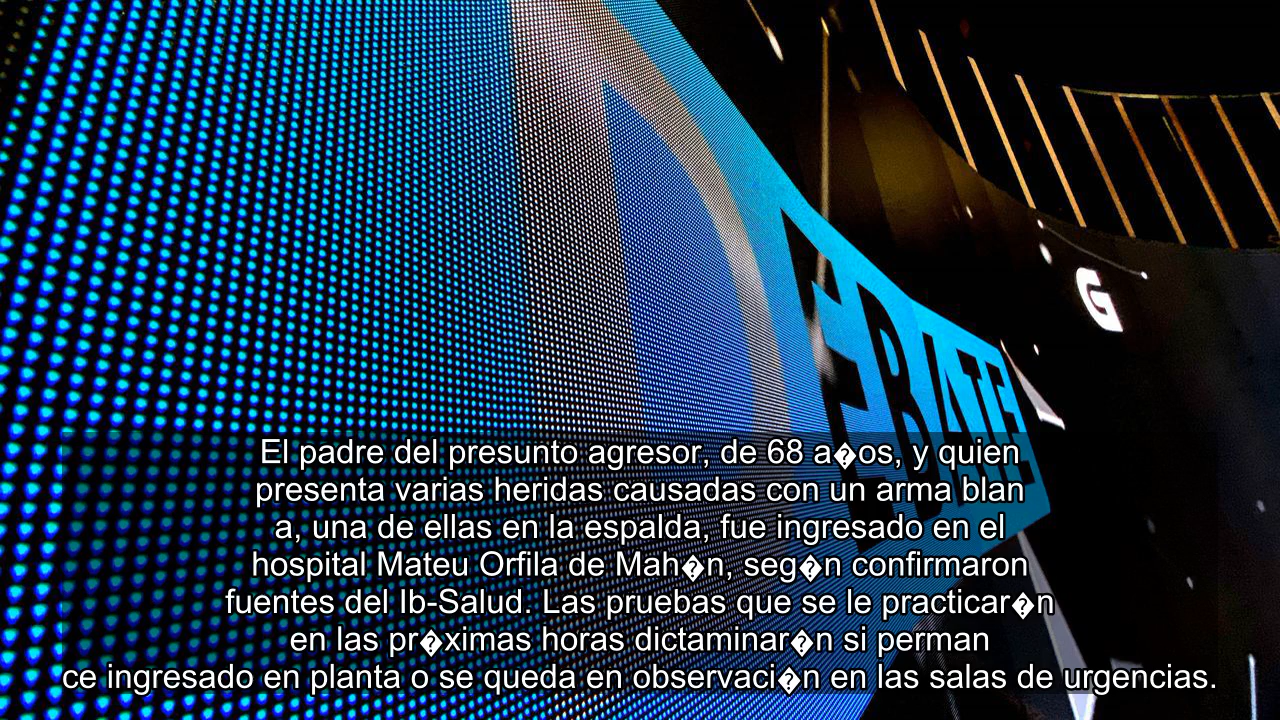 G
EBATE
El padre del presunto agresor, de 68 a�os, y quien
presenta varias heridas causadas con un arma blan
a, una de ellas en la espalda, fue ingresado en el
hospital Mateu Orfila de Mah�n, seg�n confirmaron
fuentes del Ib-Salud. Las pruebas que se le practicar�n
en las pr�ximas horas dictaminar�n si perman
ce ingresado en planta o se queda en observaci�n en las salas de urgencias.